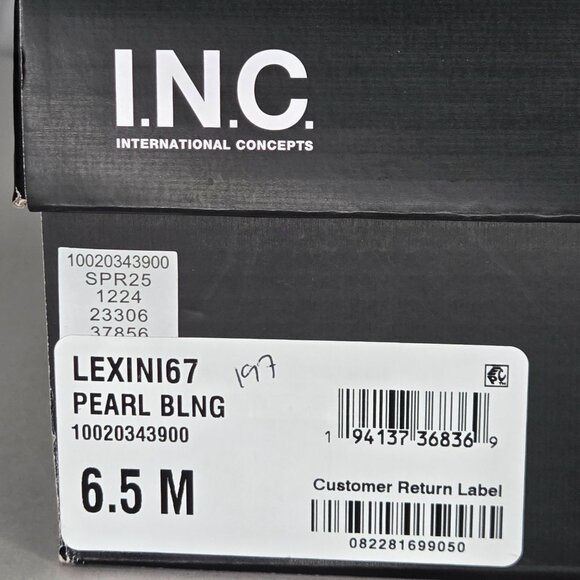 I.N.C.
INTERNATIONAL CONCEPTS
10020343900
SPR25
1224
23306
37856
LEXINI67
197
PEARL BLNG
10020343900
6.5 M
1 94137 36836 9
Customer Return Label
082281699050